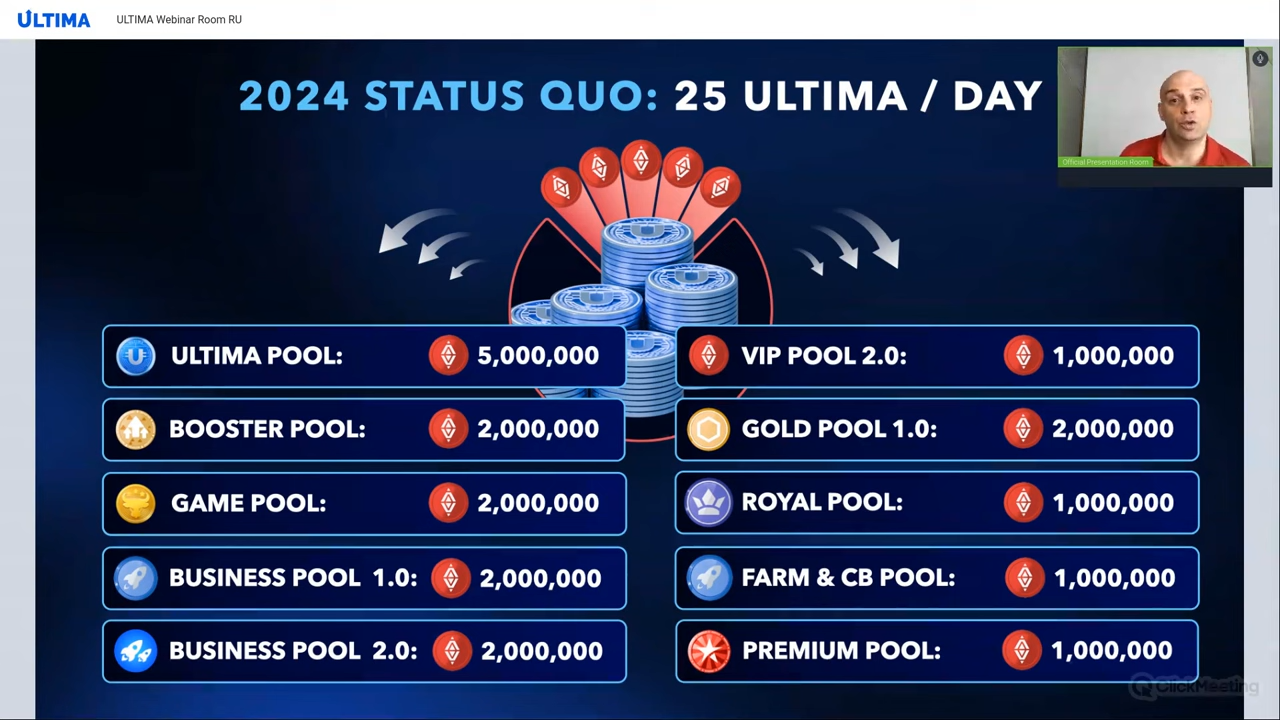 ULTIMA
ULTIMA Webinar Room RU
2024 STATUS QUO: 25 ULTIMA / DAY
Official Presentation Room
ULTIMA POOL: 5,000,000
VIP POOL 2.0: 1,000,000
BOOSTER POOL: 2,000,000
GOLD POOL 1.0: 2,000,000
GAME POOL: 2,000,000
ROYAL POOL: 1,000,000
BUSINESS POOL 1.0: 2,000,000
FARM & CB POOL: 1,000,000
BUSINESS POOL 2.0: 2,000,000
PREMIUM POOL: 1,000,000
ClickMeeting